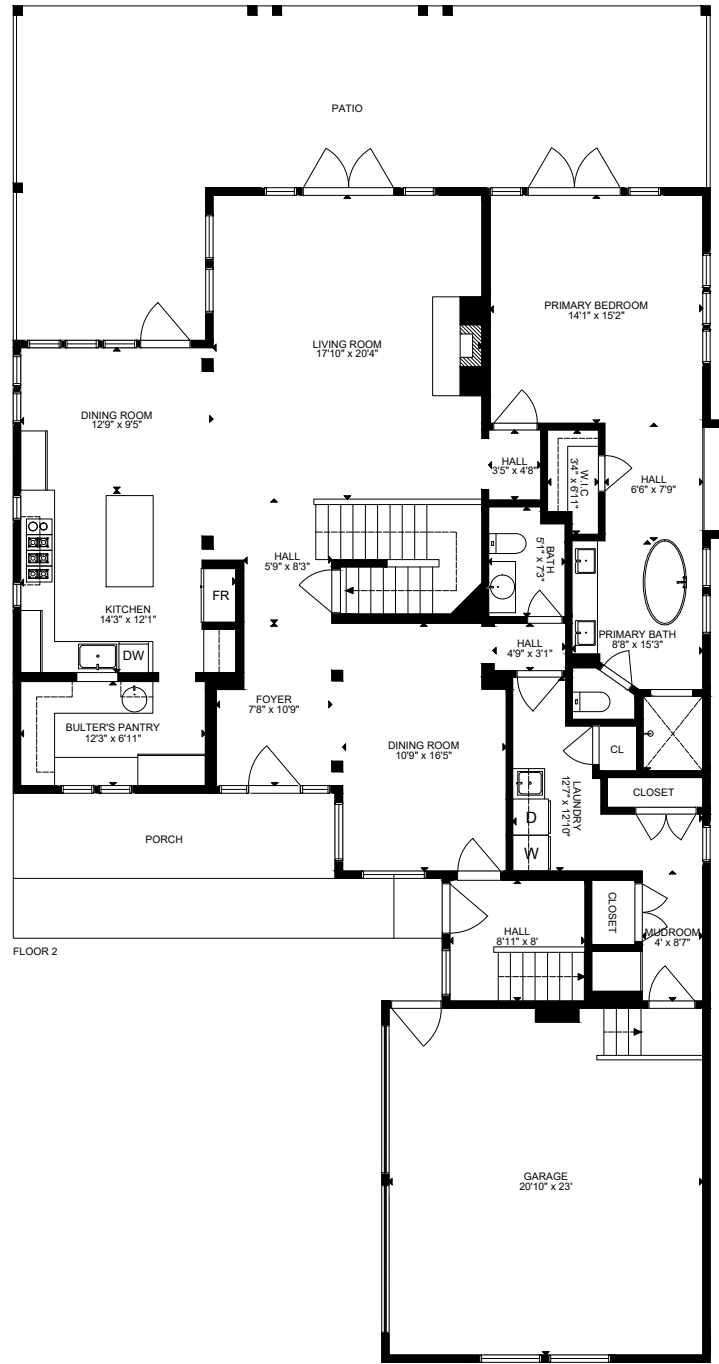 PATIO
PRIMARY BEDROOM
14'1" x 15'2"
LIVING ROOM
17'10" x 20'4"
DINING ROOM
12'9" x 9'5"
HALL
3'5" x 4'8"
W.I.C
3'4" x 6'11"
HALL
6'6" x 7'9"
HALL
5'9" x 8'3"
BATH
5'1" x 7'3"
FR
KITCHEN
14'3" x 12'1"
DW
HALL
4'9" x 3'1"
PRIMARY BATH
8'8" x 15'3"
FOYER
7'8" x 10'9"
BULTER'S PANTRY
12'3" x 6'11"
DINING ROOM
10'9" x 16'5"
CL
LAUNDRY
12'7" x 12'10"
CLOSET
D
W
PORCH
CLOSET
HALL
8'11" x 8'
MUDROOM
4' x 8'7"
FLOOR 2
GARAGE
20'10" x 23'